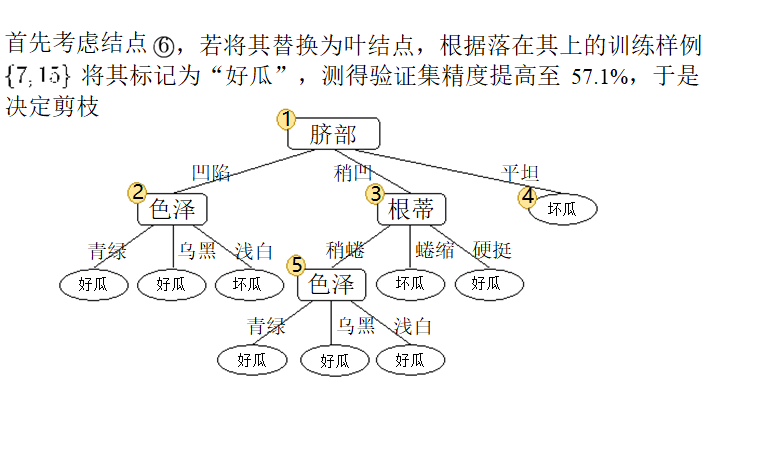 首先考虑结点⑥，若将其替换为叶结点，根据落在其上的训练样例
{7,15} 将其标记为“好瓜”，测得验证集精度提高至 57.1%，于是
决定剪枝
1
脐部
凹陷 稍凹 平坦
2 3 4
色泽 根蒂 坏瓜
青绿 乌黑 浅白 稍蜷 蜷缩 硬挺
5
好瓜 好瓜 坏瓜 色泽 坏瓜 好瓜
青绿 乌黑 浅白
好瓜 好瓜 好瓜